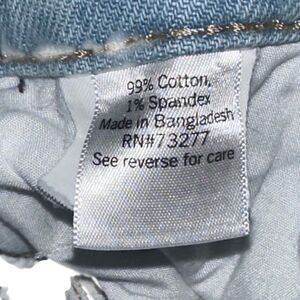 99% Cotton,
1% Spandex
Made in Bangladesh
RN#73277
See reverse for care